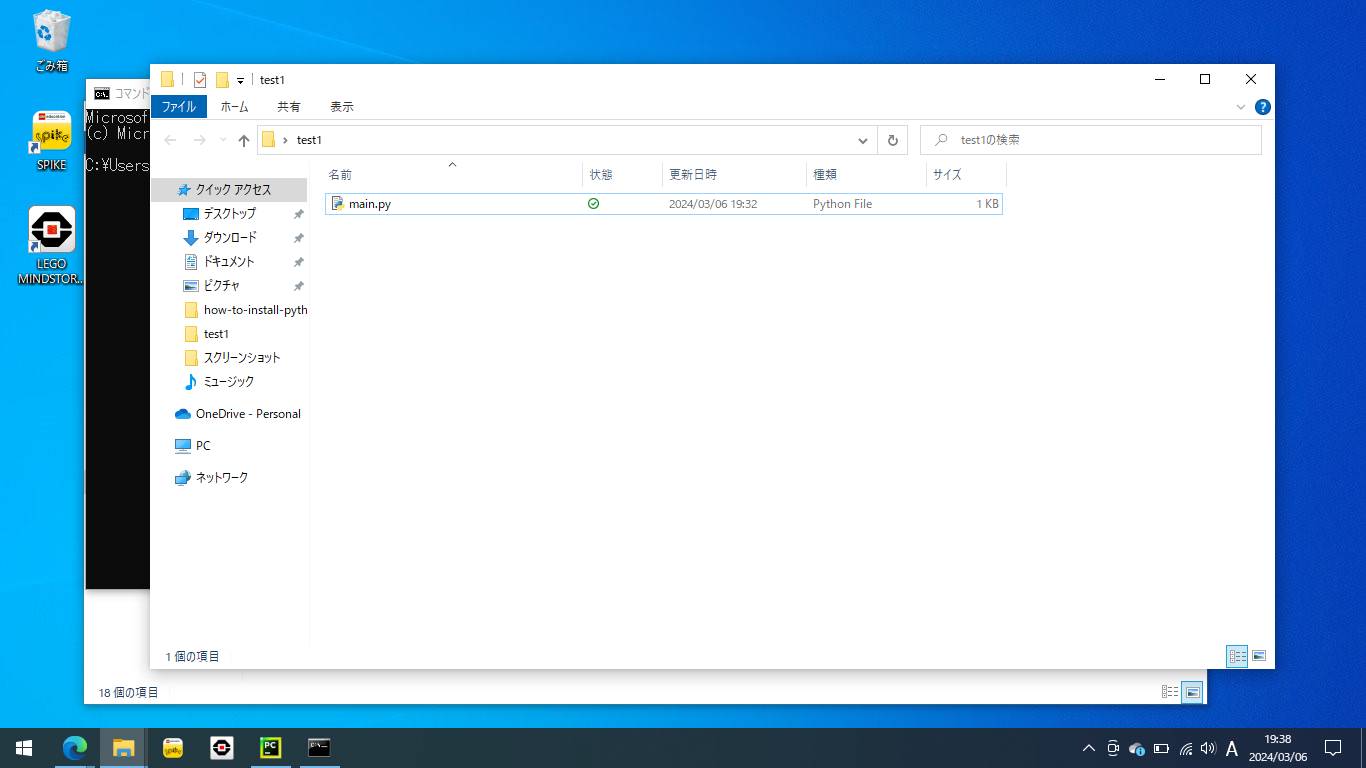 ごみ箱
education
spike
SPIKE
LEGO
MINDSTOR...
コマンド
Microsof
(c) Micr
C:¥Users
test1
ファイル
ホーム
共有
表示
test1
test1の検索
名前
状態
更新日時
種類
サイズ
main.py
2024/03/06 19:32
Python File
1 KB
クイック アクセス
デスクトップ
ダウンロード
ドキュメント
ピクチャ
how-to-install-pyth
test1
スクリーンショット
ミュージック
OneDrive - Personal
PC
ネットワーク
1 個の項目
18 個の項目
spike
PC
A
19:38
2024/03/06